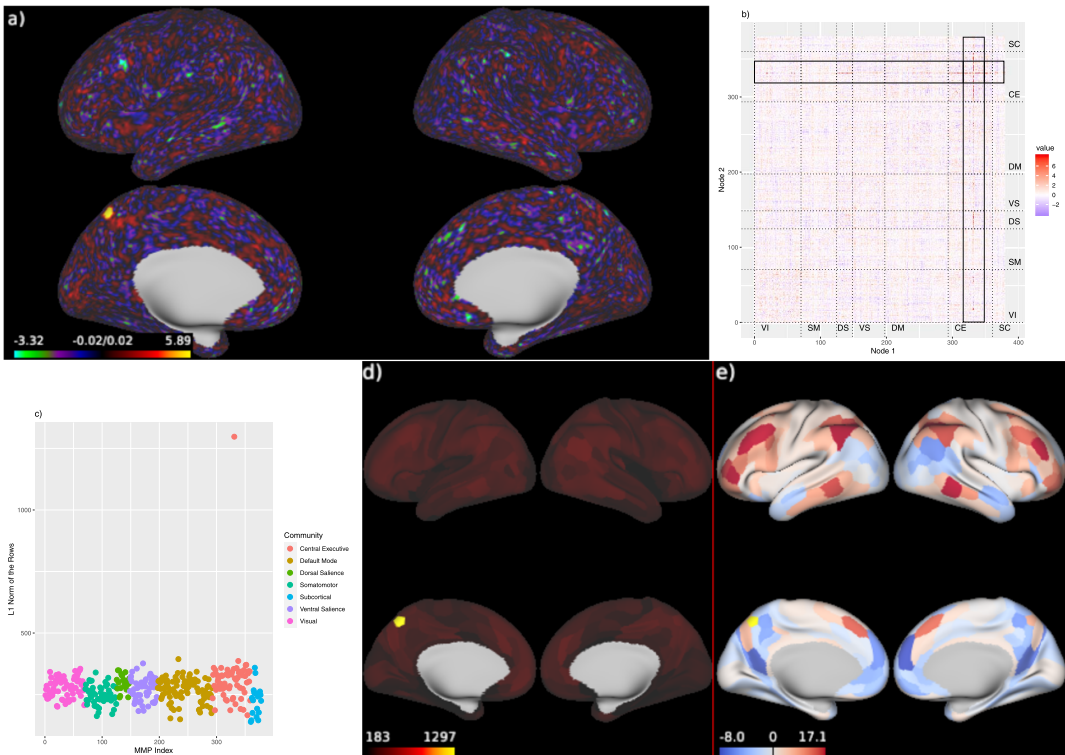 a)
-3.32 -0.02/0.02 5.89
b)
SC
CE
DM
VS
DS
SM
VI
300
200
100
0
Node 2
VI SM DS VS DM CE SC
0 100 200 300 400
Node 1
value
6
4
2
0
−2
c)
1000
500
L1 Norm of the Rows
0 100 200 300
MMP Index
Community
Central Executive
Default Mode
Dorsal Salience
Somatomotor
Subcortical
Ventral Salience
Visual
d)
183 1297
e)
-8.0 0 17.1